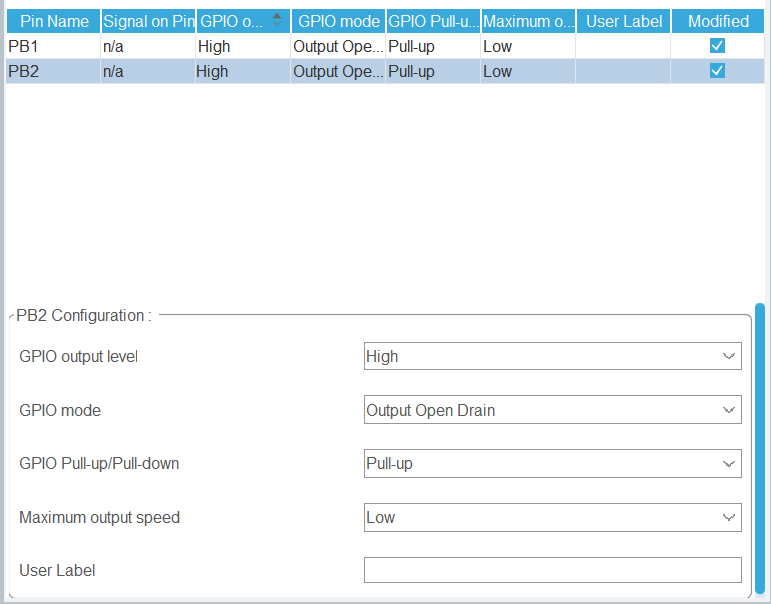 Pin Name Signal on Pin GPIO o... GPIO mode GPIO Pull-u... Maximum o... User Label Modified
PB1 n/a High Output Ope... Pull-up Low
PB2 n/a High Output Ope... Pull-up Low
PB2 Configuration :
GPIO output level High
GPIO mode Output Open Drain
GPIO Pull-up/Pull-down Pull-up
Maximum output speed Low
User Label